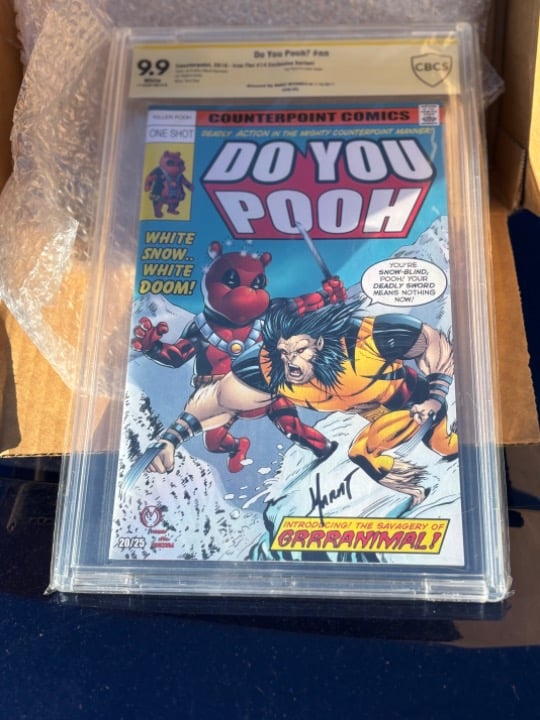 Do You Pooh? #nn
9.9
White
CBCS
KILLER POOH
COUNTERPOINT COMICS
ONE SHOT
DEADLY ACTION IN THE MIGHTY COUNTERPOINT MANNER!
DO YOU
POOH
WHITE
SNOW..
WHITE
DOOM!
YOU'RE
SNOW-BLIND,
POOH! YOUR
DEADLY SWORD
MEANS NOTHING
NOW!
MARAT
INTRODUCING! THE SAVAGERY OF
GRRRANIMAL!
20/25